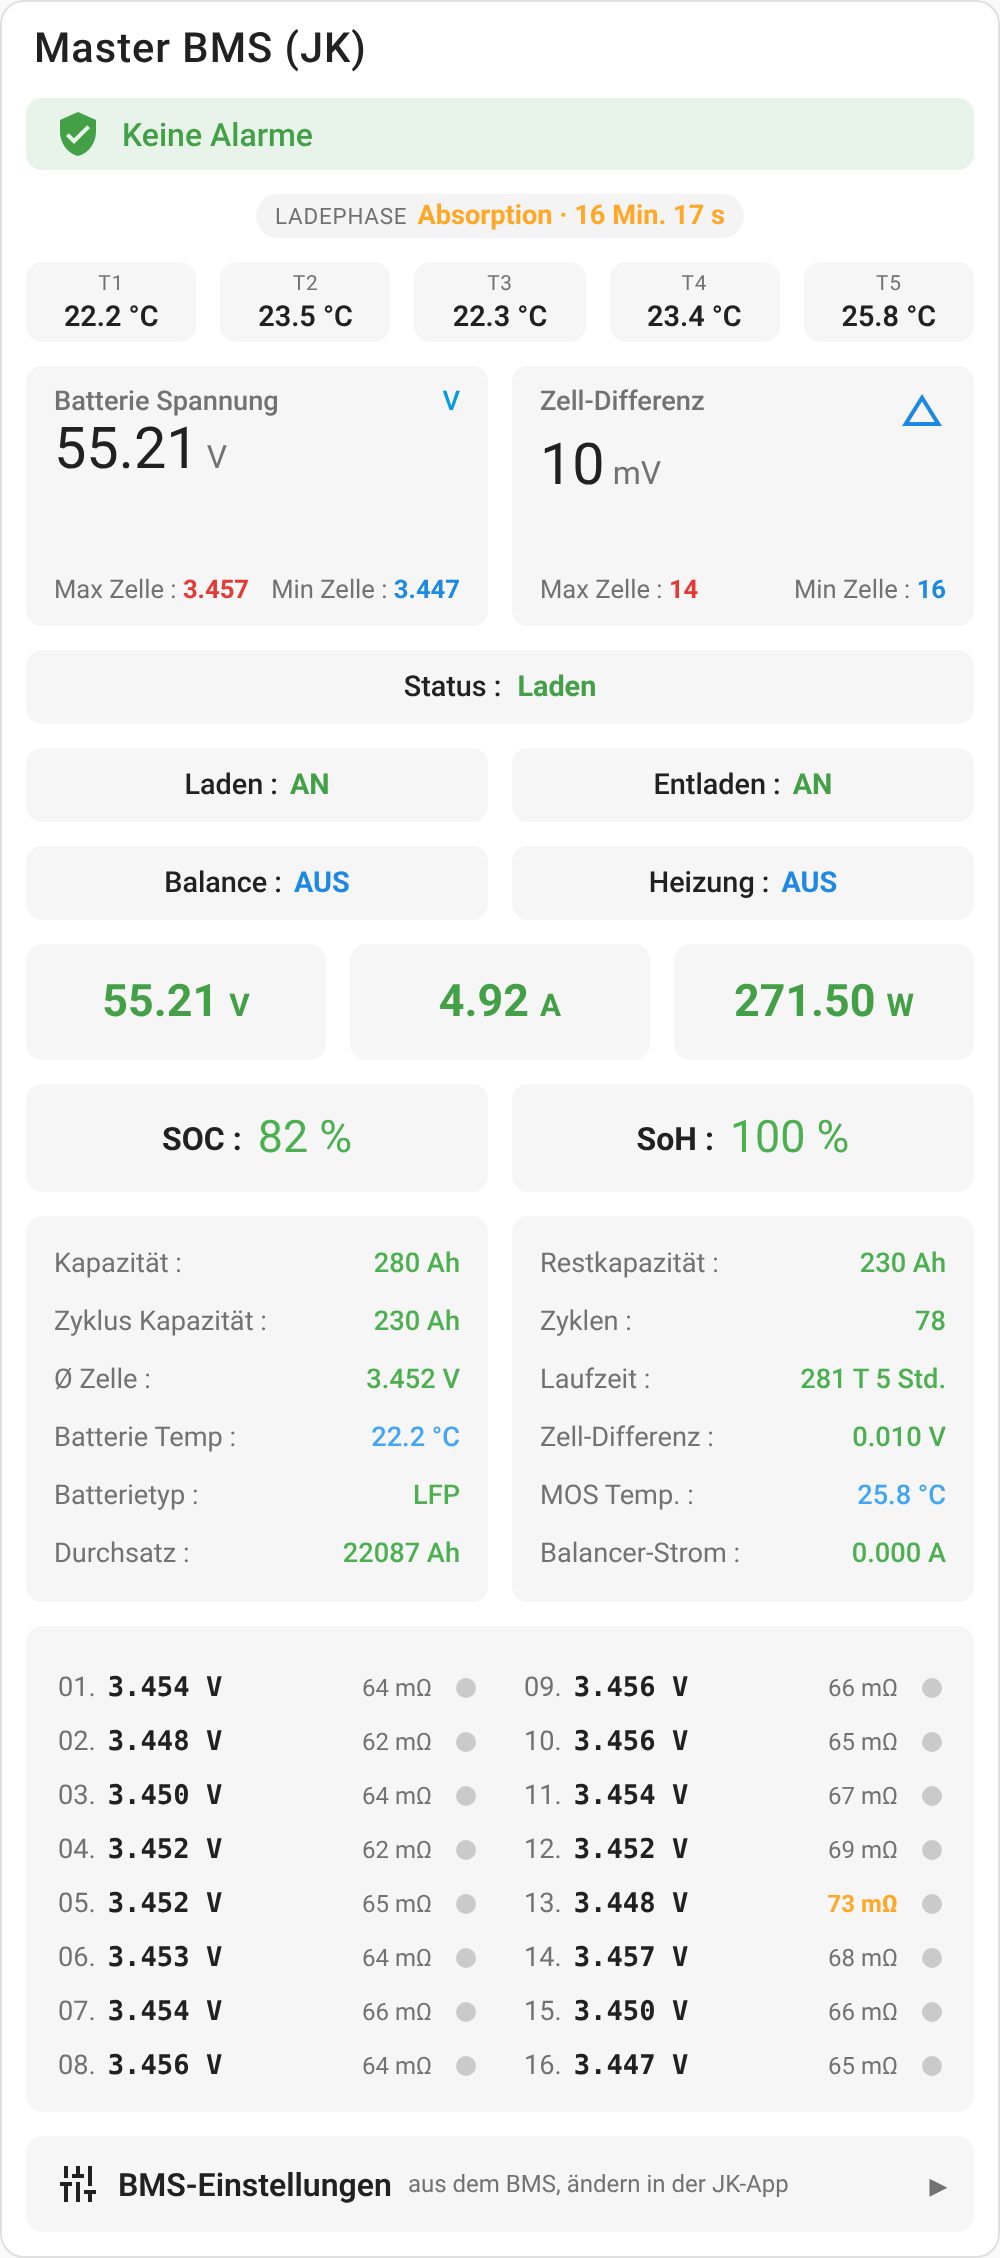 Master BMS (JK)
Keine Alarme
LADEPHASE Absorption · 16 Min. 17 s
T1 T2 T3 T4 T5
22.2 °C 23.5 °C 22.3 °C 23.4 °C 25.8 °C
Batterie Spannung V
55.21 V
Max Zelle : 3.457 Min Zelle : 3.447
Zell-Differenz
10 mV
Max Zelle : 14 Min Zelle : 16
Status : Laden
Laden : AN Entladen : AN
Balance : AUS Heizung : AUS
55.21 V 4.92 A 271.50 W
SOC : 82 % SoH : 100 %
Kapazität : 280 Ah
Zyklus Kapazität : 230 Ah
Ø Zelle : 3.452 V
Batterie Temp : 22.2 °C
Batterietyp : LFP
Durchsatz : 22087 Ah
Restkapazität : 230 Ah
Zyklen : 78
Laufzeit : 281 T 5 Std.
Zell-Differenz : 0.010 V
MOS Temp. : 25.8 °C
Balancer-Strom : 0.000 A
01. 3.454 V 64 mΩ
02. 3.448 V 62 mΩ
03. 3.450 V 64 mΩ
04. 3.452 V 62 mΩ
05. 3.452 V 65 mΩ
06. 3.453 V 64 mΩ
07. 3.454 V 66 mΩ
08. 3.456 V 64 mΩ
09. 3.456 V 66 mΩ
10. 3.456 V 65 mΩ
11. 3.454 V 67 mΩ
12. 3.452 V 69 mΩ
13. 3.448 V 73 mΩ
14. 3.457 V 68 mΩ
15. 3.450 V 66 mΩ
16. 3.447 V 65 mΩ
BMS-Einstellungen aus dem BMS, ändern in der JK-App